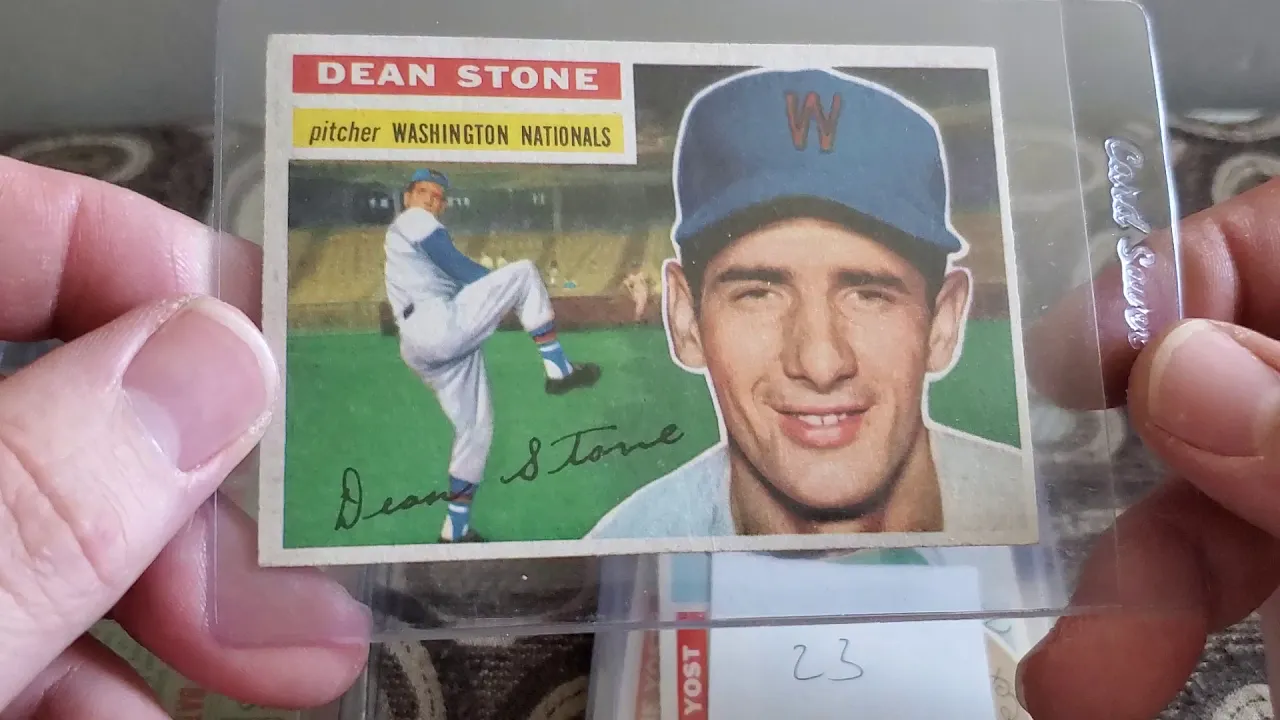 DEAN STONE
pitcher WASHINGTON NATIONALS
W
Dean Stone
Card Saver
YOST
23